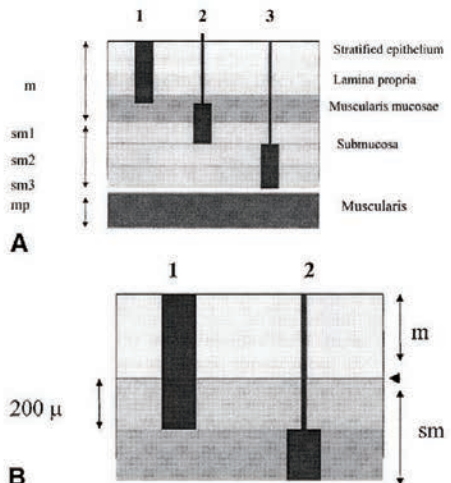 1 2 3
Stratified epithelium
m
Lamina propria
Muscularis mucosae
sm1
Submucosa
sm2
sm3
mp
Muscularis
A
1 2
m
200 µ
sm
B